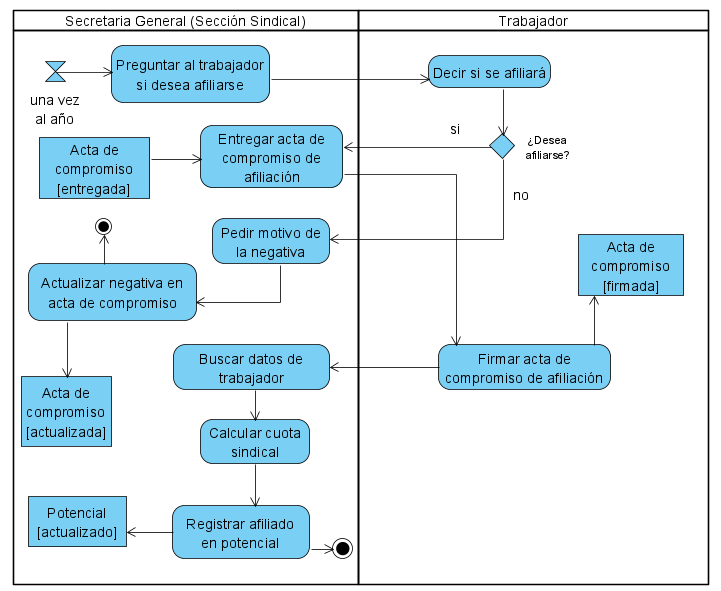 Secretaria General (Sección Sindical)
Trabajador
una vez
al año
Preguntar al trabajador
si desea afiliarse
Decir si se afiliará
¿Desea
afiliarse?
si
no
Acta de
compromiso
[entregada]
Entregar acta de
compromiso de
afiliación
Pedir motivo de
la negativa
Acta de
compromiso
[firmada]
Actualizar negativa en
acta de compromiso
Buscar datos de
trabajador
Firmar acta de
compromiso de afiliación
Acta de
compromiso
[actualizada]
Calcular cuota
sindical
Potencial
[actualizado]
Registrar afiliado
en potencial